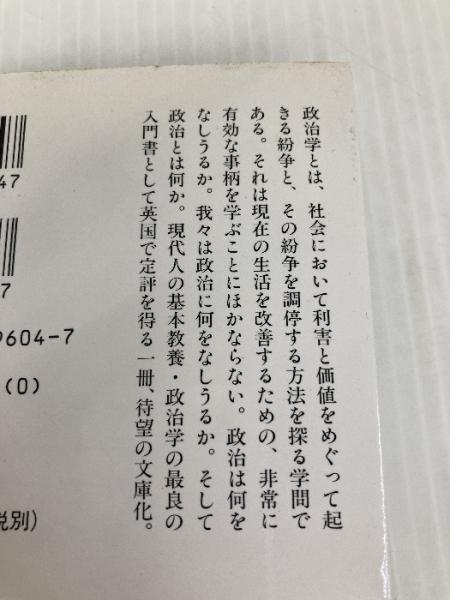 政治学とは、社会において利害と価値をめぐって起
きる紛争と、その紛争を調停する方法を探る学問で
ある。それは現在の生活を改善するための、非常に
有効な事柄を学ぶことにほかならない。政治は何を
なしうるか。我々は政治に何をなしうるか。そして
政治とは何か。現代人の基本教養・政治学の最良の
入門書として英国で定評を得る一冊、待望の文庫化。
47
7
9604-7
(0)
税別)